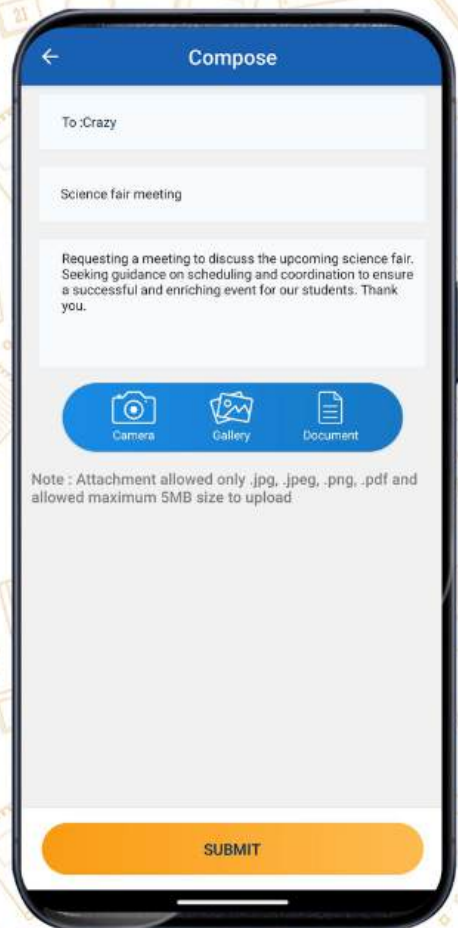 Compose
To :Crazy
Science fair meeting
Requesting a meeting to discuss the upcoming science fair.
Seeking guidance on scheduling and coordination to ensure
a successful and enriching event for our students. Thank
you.
Camera
Gallery
Document
Note : Attachment allowed only .jpg, .jpeg, .png, .pdf and
allowed maximum 5MB size to upload
SUBMIT
21